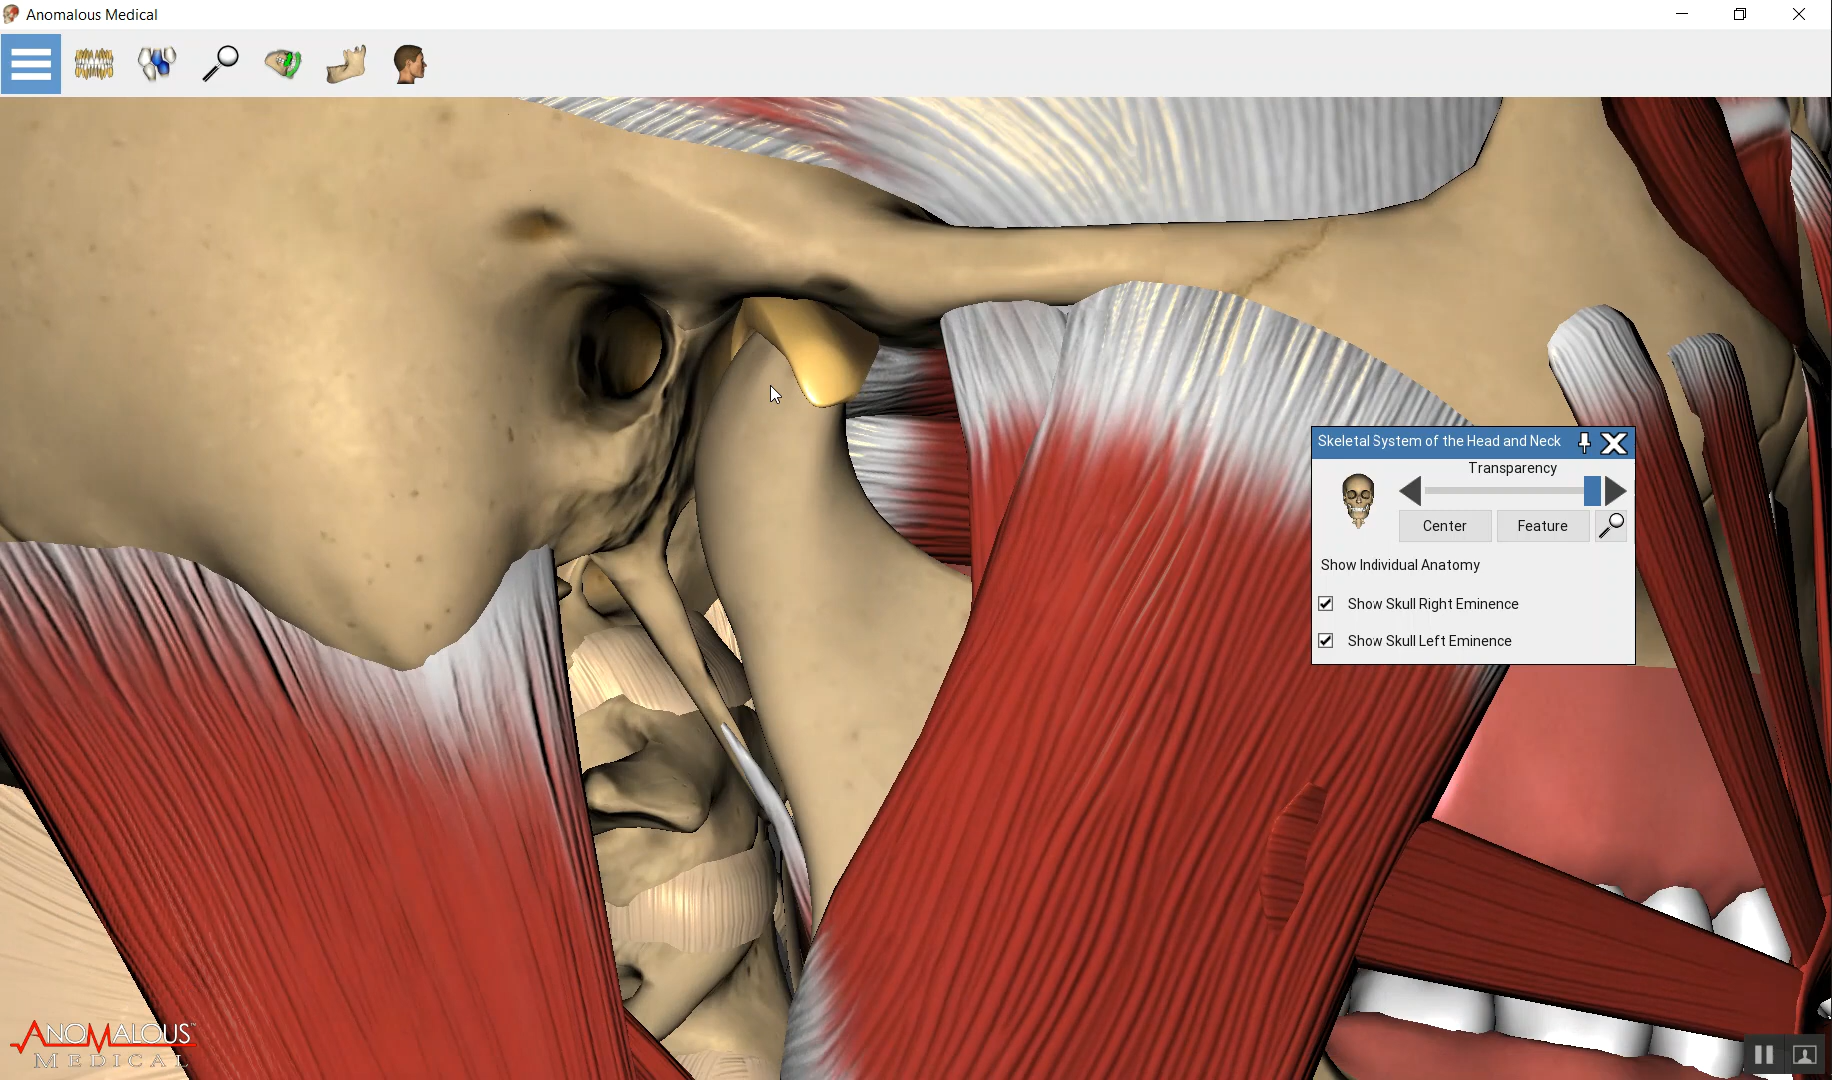 Anomalous Medical
Skeletal System of the Head and Neck
Transparency
Center
Feature
Show Individual Anatomy
Show Skull Right Eminence
Show Skull Left Eminence
ANOMALOUS™
MEDICAL